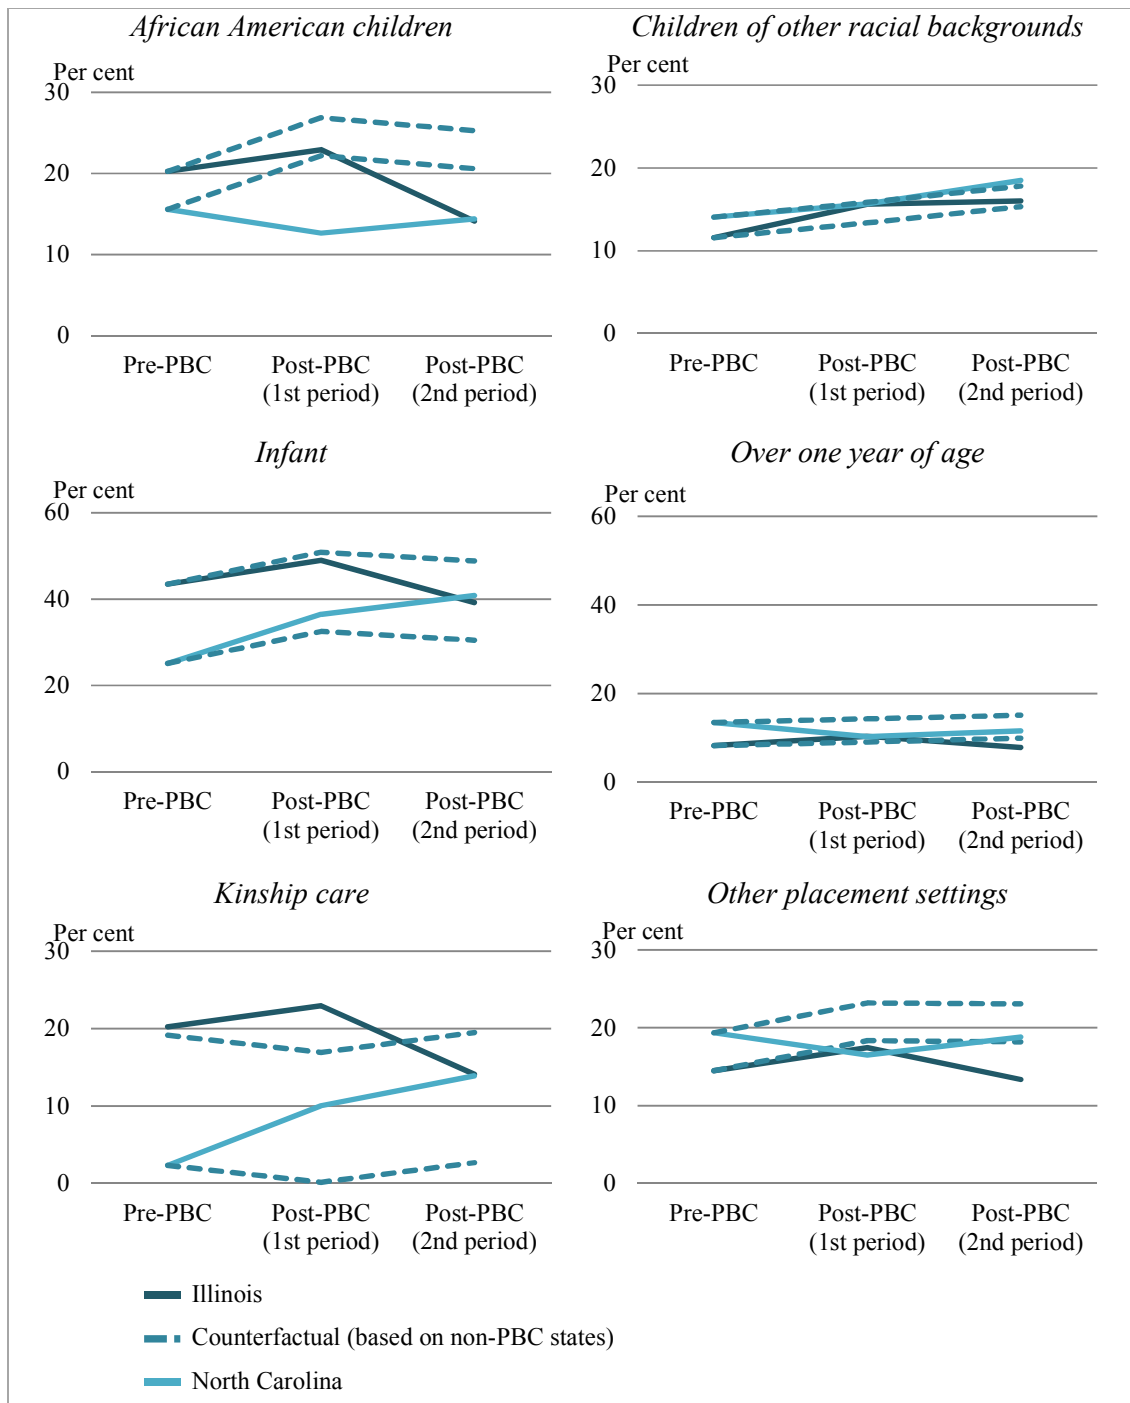 African American children
Per cent
30
20
10
0
Pre-PBC
Post-PBC
(1st period)
Post-PBC
(2nd period)
Children of other racial backgrounds
Per cent
30
20
10
0
Pre-PBC
Post-PBC
(1st period)
Post-PBC
(2nd period)
Infant
Per cent
60
40
20
0
Pre-PBC
Post-PBC
(1st period)
Post-PBC
(2nd period)
Over one year of age
Per cent
60
40
20
0
Pre-PBC
Post-PBC
(1st period)
Post-PBC
(2nd period)
Kinship care
Per cent
30
20
10
0
Pre-PBC
Post-PBC
(1st period)
Post-PBC
(2nd period)
Other placement settings
Per cent
30
20
10
0
Pre-PBC
Post-PBC
(1st period)
Post-PBC
(2nd period)
Illinois
Counterfactual (based on non-PBC states)
North Carolina